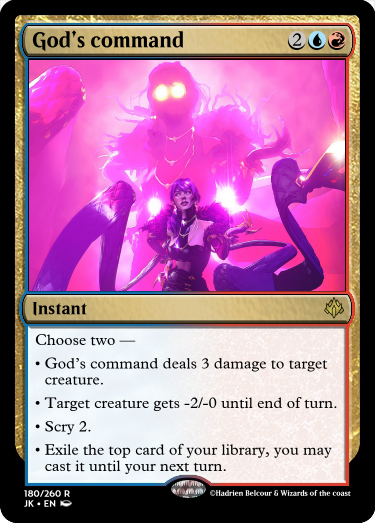 God's command 2
Instant
Choose two —
• God's command deals 3 damage to target
creature.
• Target creature gets -2/-0 until end of turn.
• Scry 2.
• Exile the top card of your library, you may
cast it until your next turn.
180/260 R
JK • EN
©Hadrien Belcour & Wizards of the coast